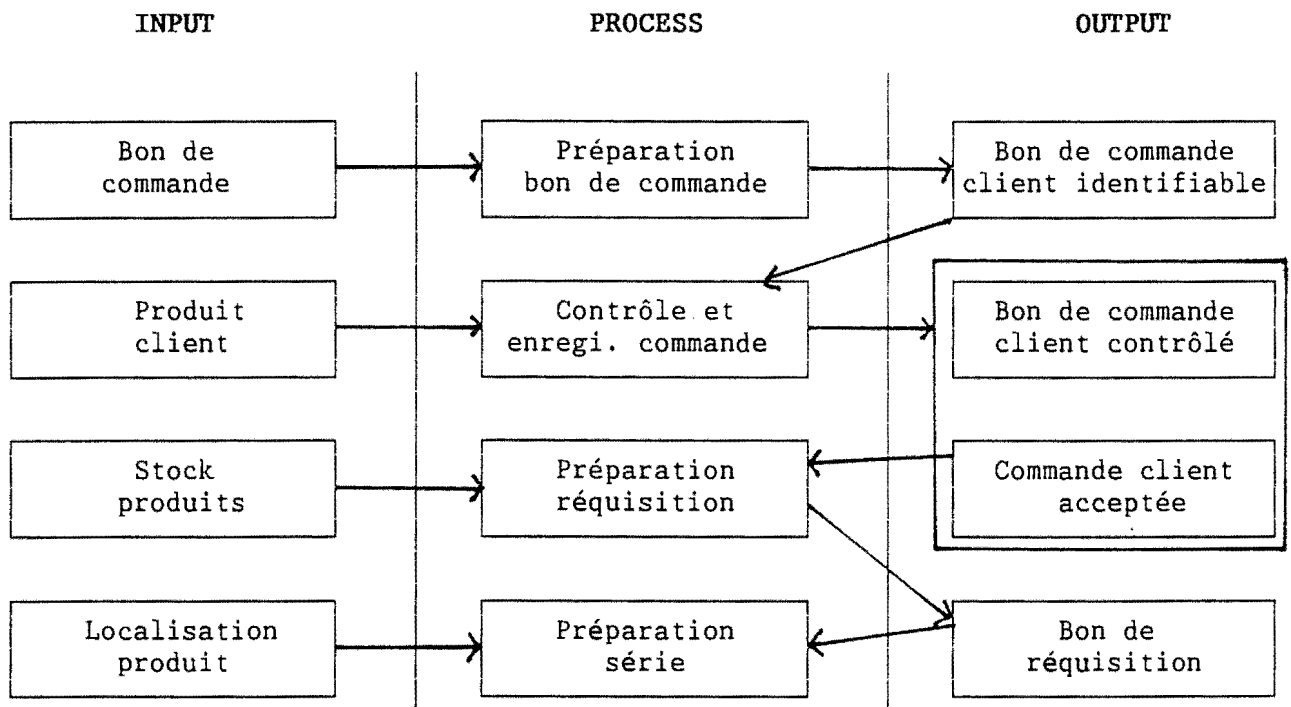 INPUT
PROCESS
OUTPUT
Bon de
commande
Préparation
bon de commande
Bon de commande
client identifiable
Produit
client
Contrôle et
enregi. commande
Bon de commande
client contrôlé
Stock
produits
Préparation
réquisition
Commande client
acceptée
Localisation
produit
Préparation
série
Bon de
réquisition